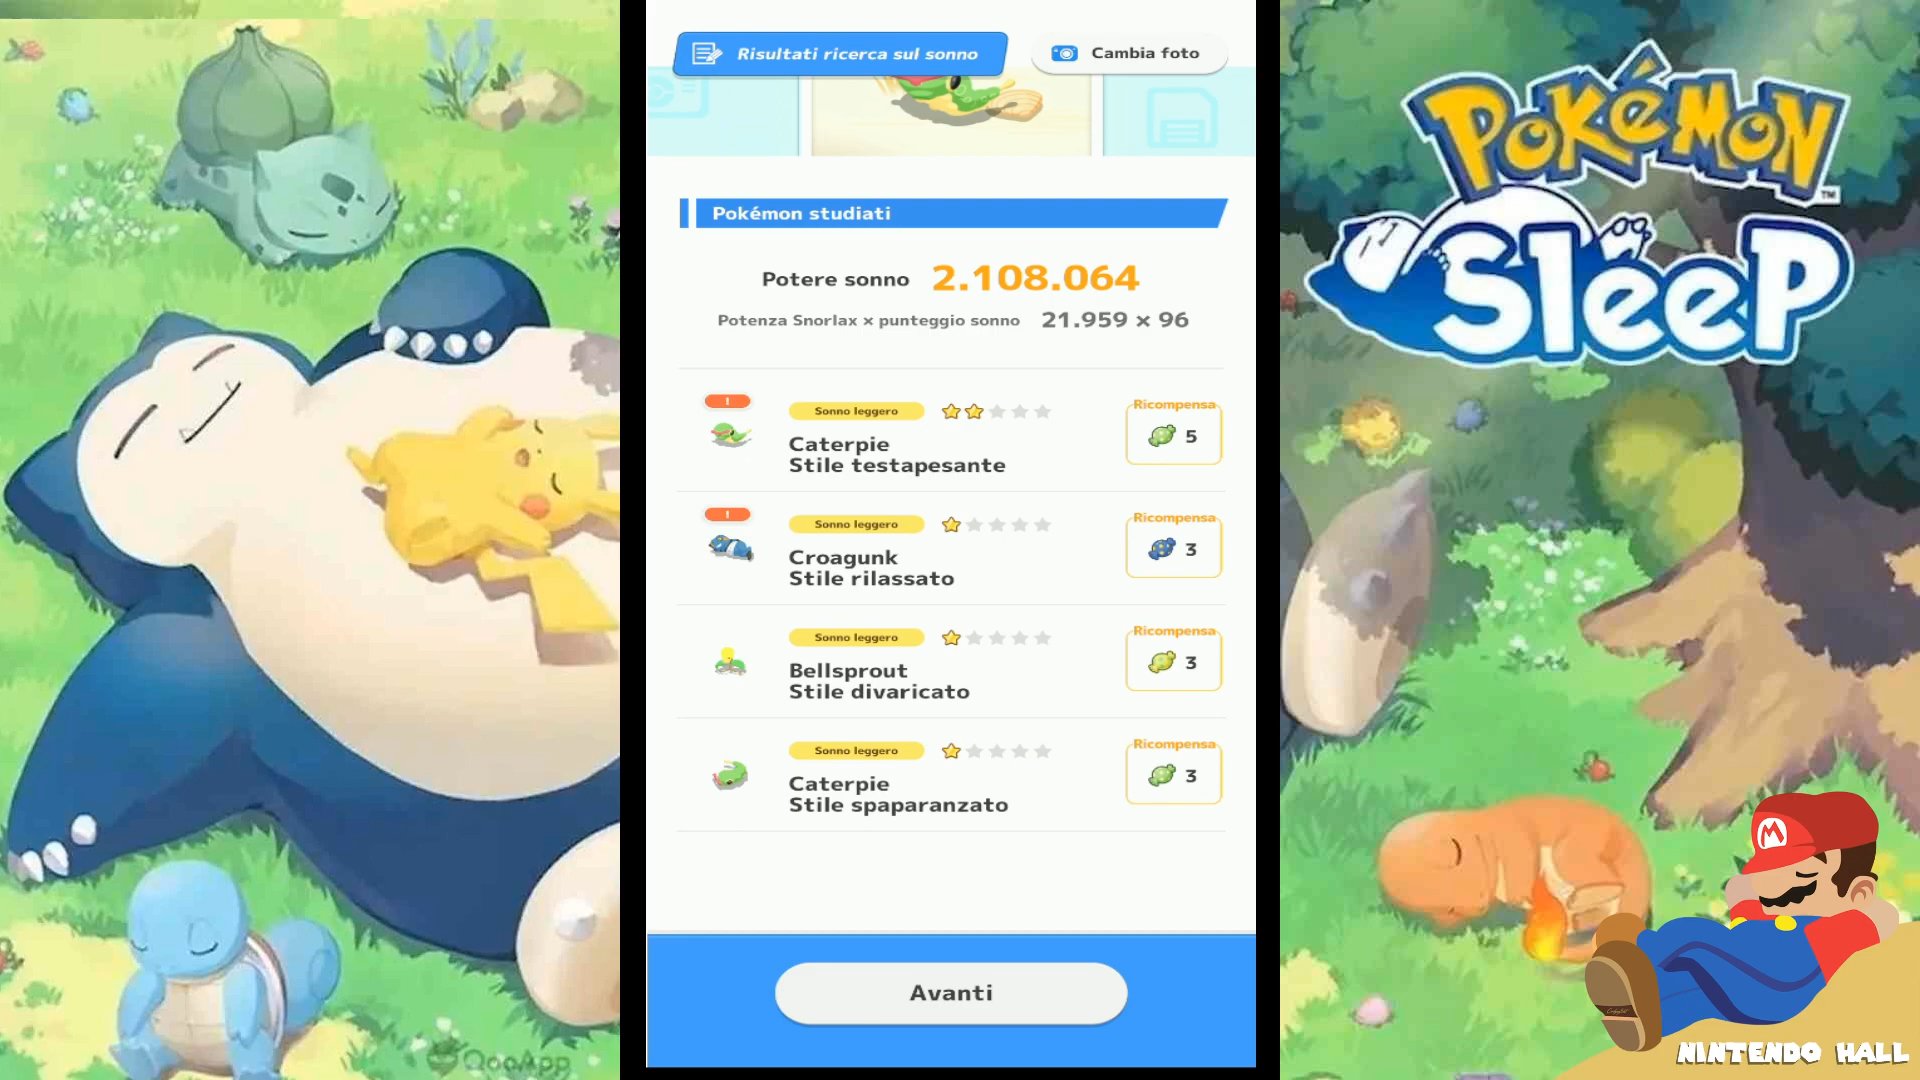 Risultati ricerca sul sonno
Cambia foto
Pokémon studiati
Potere sonno 2.108.064
Potenza Snorlax × punteggio sonno 21.959 × 96
!
Sonno leggero
Caterpie
Stile testapesante
Ricompensa
5
!
Sonno leggero
Croagunk
Stile rilassato
Ricompensa
3
Sonno leggero
Bellsprout
Stile divaricato
Ricompensa
3
Sonno leggero
Caterpie
Stile spaparanzato
Ricompensa
3
Avanti
POKÉMON
TM
Sleep
M
NINTENDO HALL
QooApp